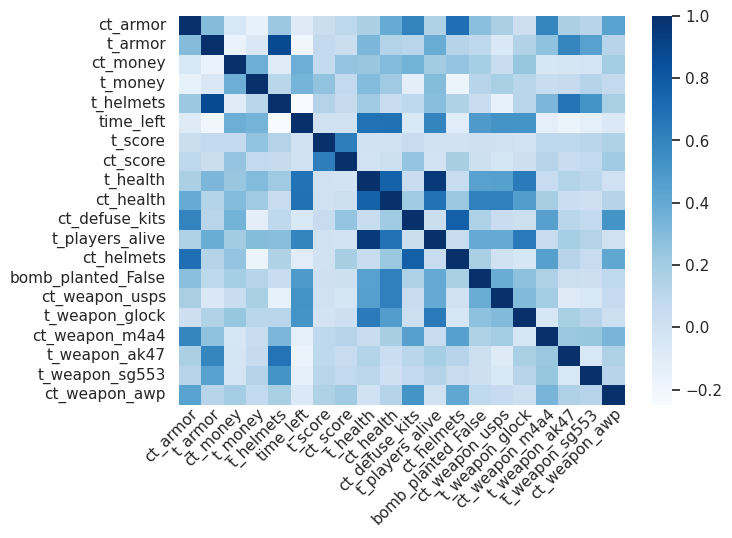 ct_armor
t_armor
ct_money
t_money
t_helmets
time_left
t_score
ct_score
t_health
ct_health
ct_defuse_kits
t_players_alive
ct_helmets
bomb_planted_False
ct_weapon_usps
t_weapon_glock
ct_weapon_m4a4
t_weapon_ak47
t_weapon_sg553
ct_weapon_awp
1.0
0.8
0.6
0.4
0.2
0.0
−0.2
ct_armor
t_armor
ct_money
t_money
t_helmets
time_left
t_score
ct_score
t_health
ct_health
ct_defuse_kits
t_players_alive
ct_helmets
bomb_planted_False
ct_weapon_usps
t_weapon_glock
ct_weapon_m4a4
t_weapon_ak47
t_weapon_sg553
ct_weapon_awp